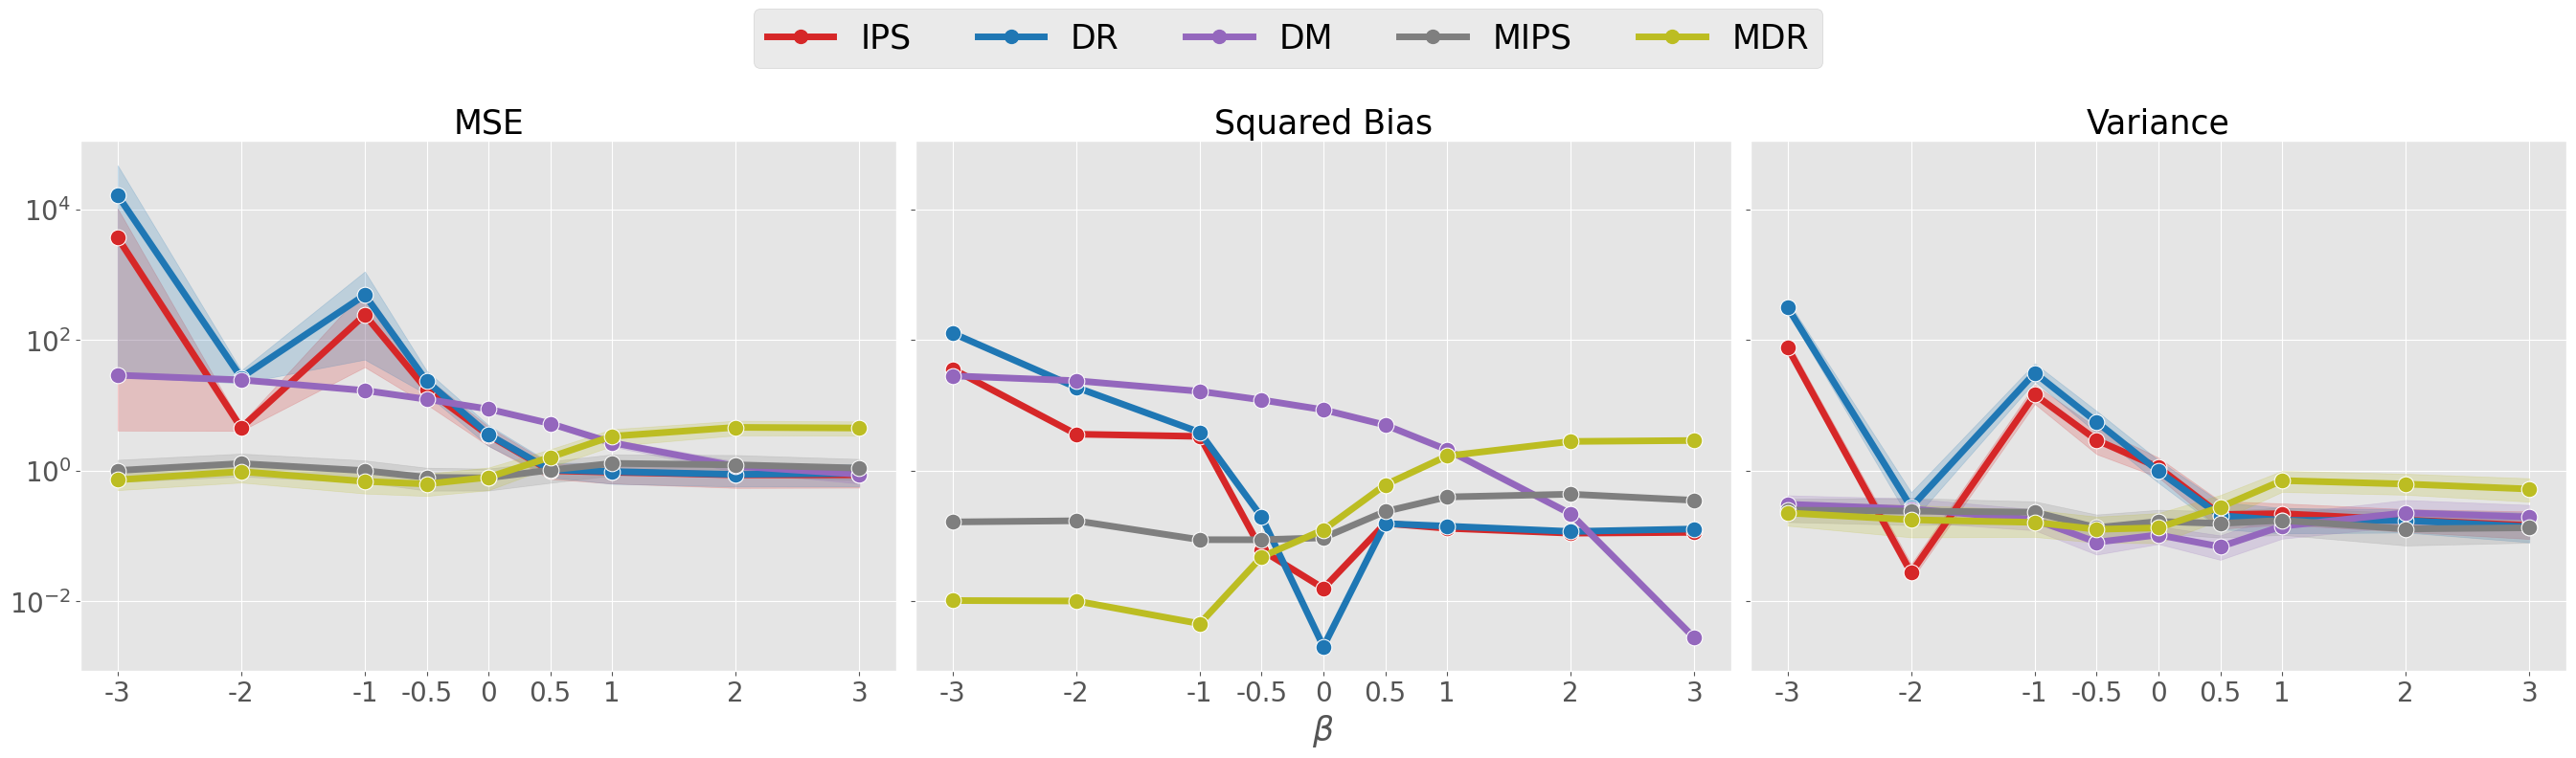 IPS DR DM MIPS MDR
MSE Squared Bias Variance
10^4
10^2
10^0
10^-2
-3 -2 -1 -0.5 0 0.5 1 2 3 -3 -2 -1 -0.5 0 0.5 1 2 3 -3 -2 -1 -0.5 0 0.5 1 2 3
β